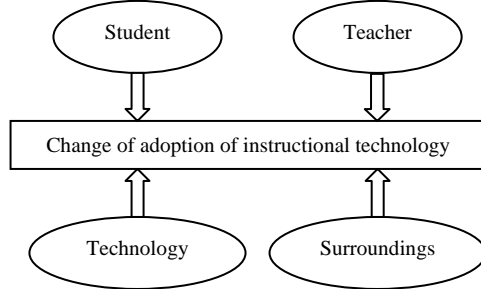 Student
Teacher
Change of adoption of instructional technology
Technology
Surroundings